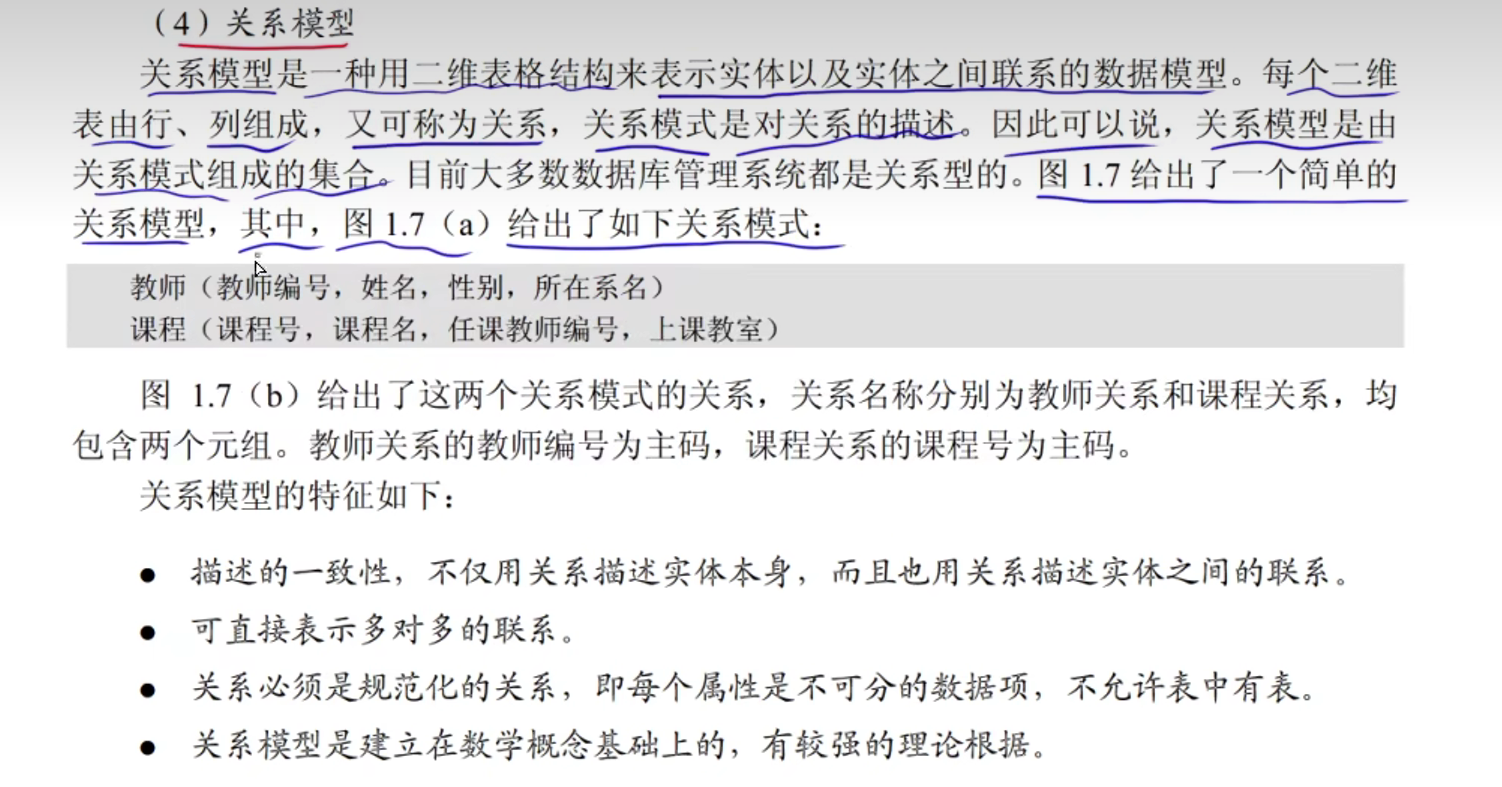 （4）关系模型
关系模型是一种用二维表格结构来表示实体以及实体之间联系的数据模型。每个二维
表由行、列组成，又可称为关系，关系模式是对关系的描述。因此可以说，关系模型是由
关系模式组成的集合。目前大多数数据库管理系统都是关系型的。图 1.7 给出了一个简单的
关系模型，其中，图 1.7（a）给出了如下关系模式：
教师（教师编号，姓名，性别，所在系名）
课程（课程号，课程名，任课教师编号，上课教室）
图 1.7（b）给出了这两个关系模式的关系，关系名称分别为教师关系和课程关系，均
包含两个元组。教师关系的教师编号为主码，课程关系的课程号为主码。
关系模型的特征如下：
● 描述的一致性，不仅用关系描述实体本身，而且也用关系描述实体之间的联系。
● 可直接表示多对多的联系。
● 关系必须是规范化的关系，即每个属性是不可分的数据项，不允许表中有表。
● 关系模型是建立在数学概念基础上的，有较强的理论根据。